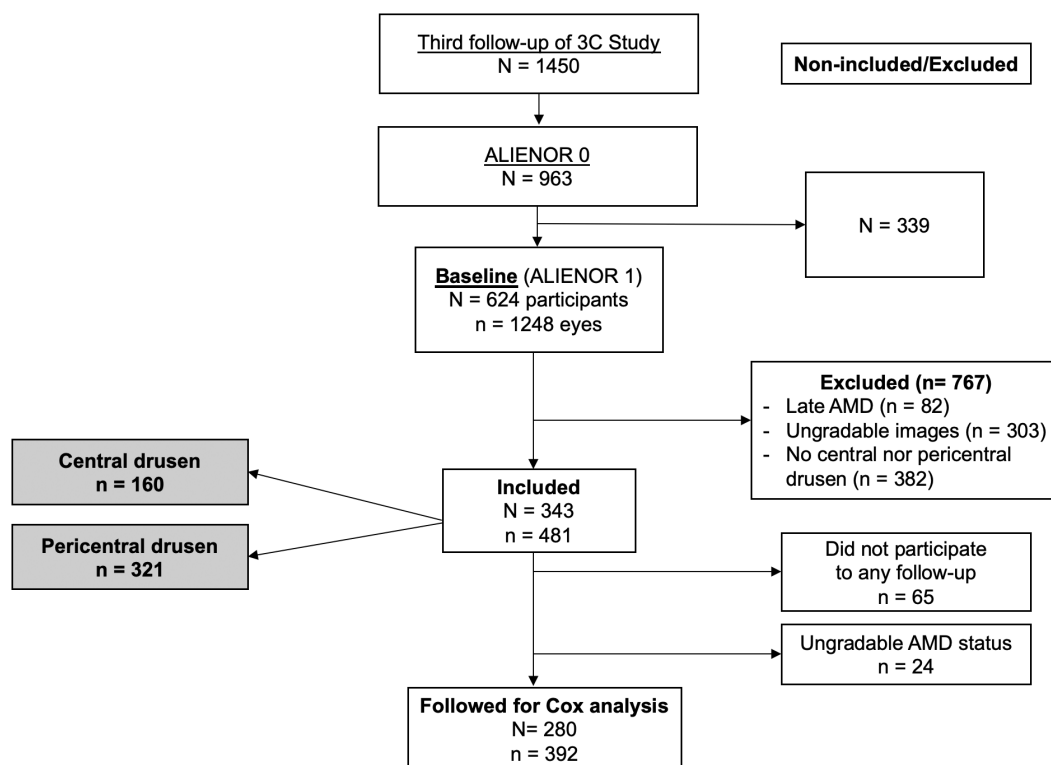 Third follow-up of 3C Study
N = 1450
Non-included/Excluded
ALIENOR 0
N = 963
N = 339
Baseline (ALIENOR 1)
N = 624 participants
n = 1248 eyes
Excluded (n= 767)
- Late AMD (n = 82)
- Ungradable images (n = 303)
- No central nor pericentral
drusen (n = 382)
Central drusen
n = 160
Included
N = 343
n = 481
Pericentral drusen
n = 321
Did not participate
to any follow-up
n = 65
Ungradable AMD status
n = 24
Followed for Cox analysis
N= 280
n = 392